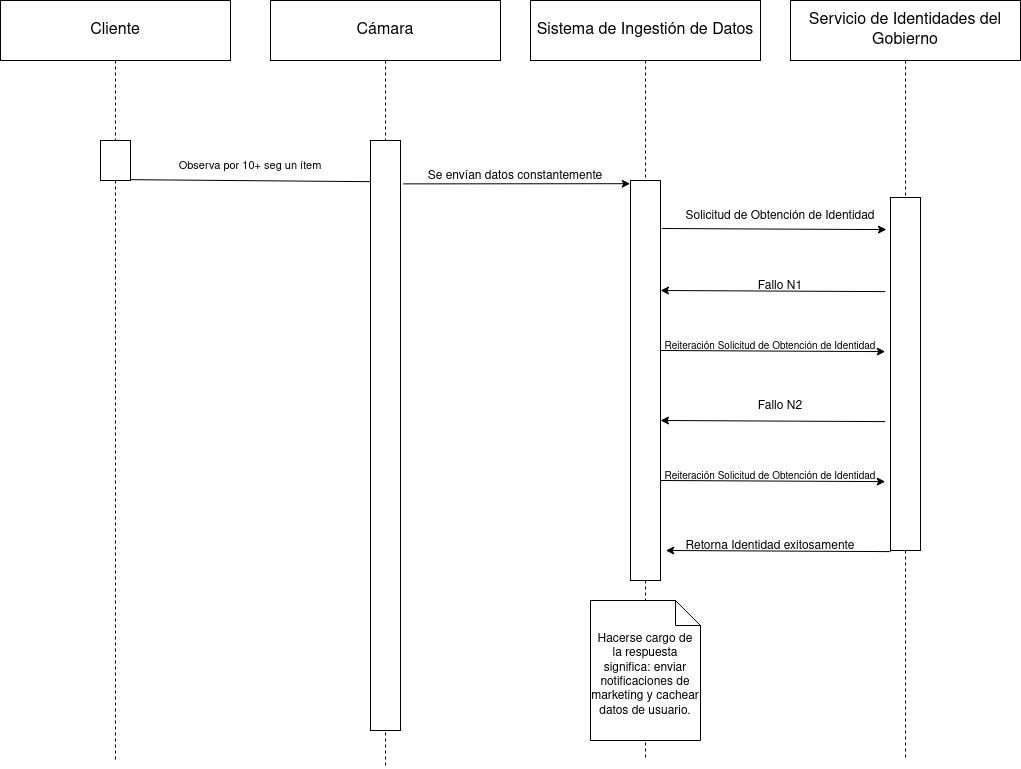 Cliente
Cámara
Sistema de Ingestión de Datos
Servicio de Identidades del
Gobierno
Observa por 10+ seg un ítem
Se envían datos constantemente
Solicitud de Obtención de Identidad
Fallo N1
Reiteración Solicitud de Obtención de Identidad
Fallo N2
Reiteración Solicitud de Obtención de Identidad
Retorna Identidad exitosamente
Hacerse cargo de
la respuesta
significa: enviar
notificaciones de
marketing y cachear
datos de usuario.